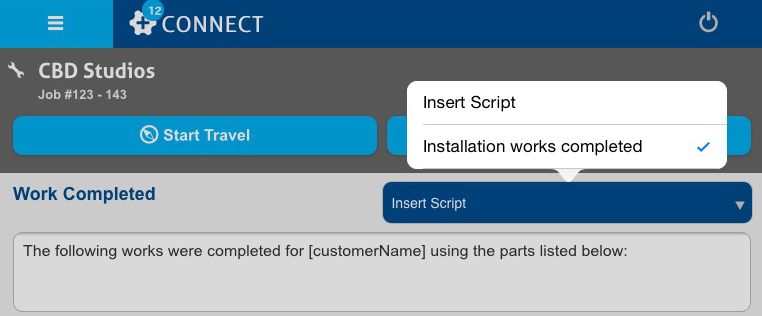 12
CONNECT
CBD Studios
Job #123 - 143
Insert Script
Start Travel
Installation works completed
Work Completed
Insert Script
The following works were completed for [customerName] using the parts listed below: